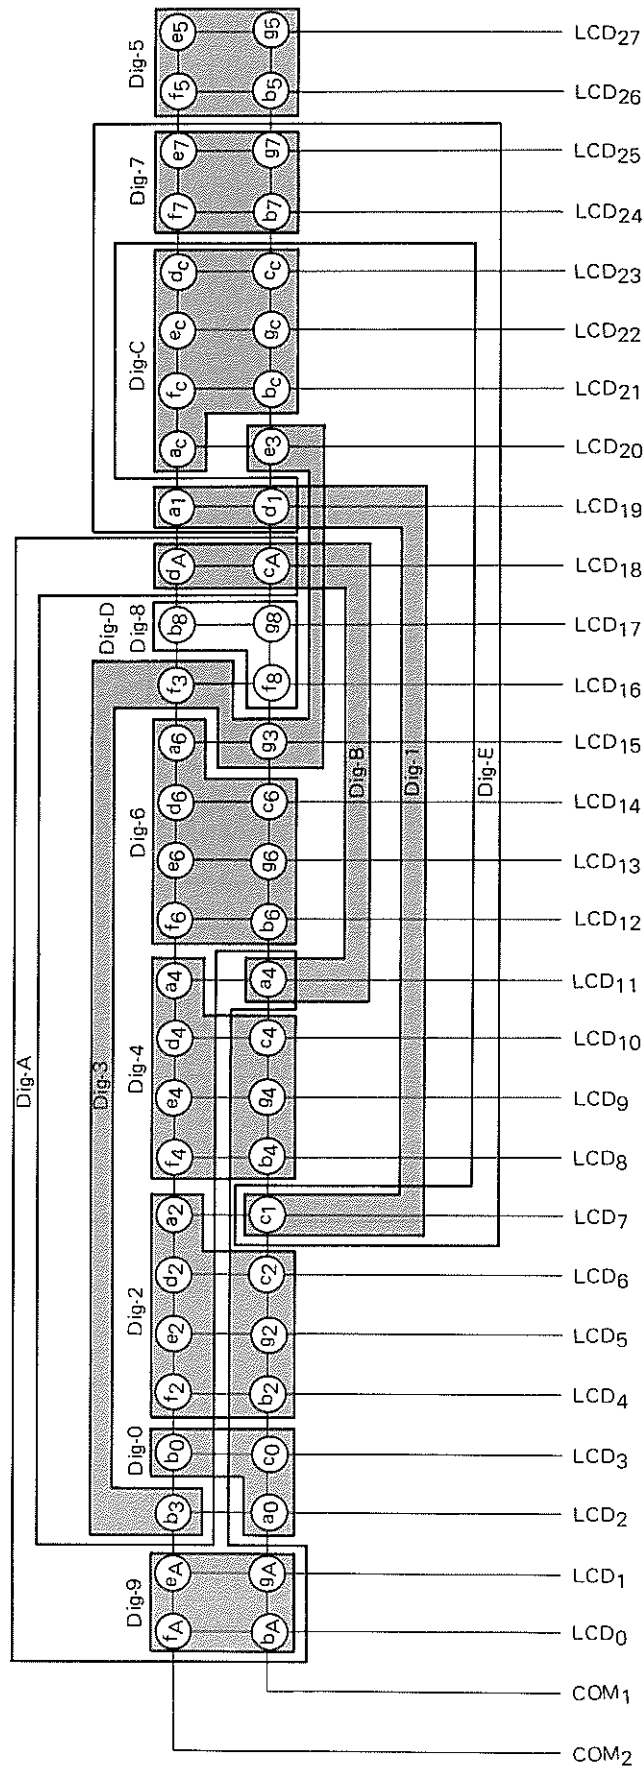 Dig-5
e5 g5 LCD27
f5 b5 LCD26
Dig-7
e7 g7 LCD25
f7 b7 LCD24
Dig-C
dC cC LCD23
eC gC LCD22
fC bC LCD21
aC e3 LCD20
a1 d1 LCD19
dA cA LCD18
Dig-D
Dig-8
b8 g8 LCD17
f3 f8 LCD16
a6 g3 LCD15
Dig-B
Dig-1
Dig-E
Dig-6
d6 c6 LCD14
e6 g6 LCD13
f6 b6 LCD12
a4 a4 LCD11
Dig-A
Dig-3
Dig-4
d4 c4 LCD10
e4 g4 LCD9
f4 b4 LCD8
a2 c1 LCD7
Dig-2
d2 c2 LCD6
e2 g2 LCD5
f2 b2 LCD4
Dig-0
b0 c0 LCD3
b3 a0 LCD2
Dig-9
eA gA LCD1
fA bA LCD0
COM1
COM2